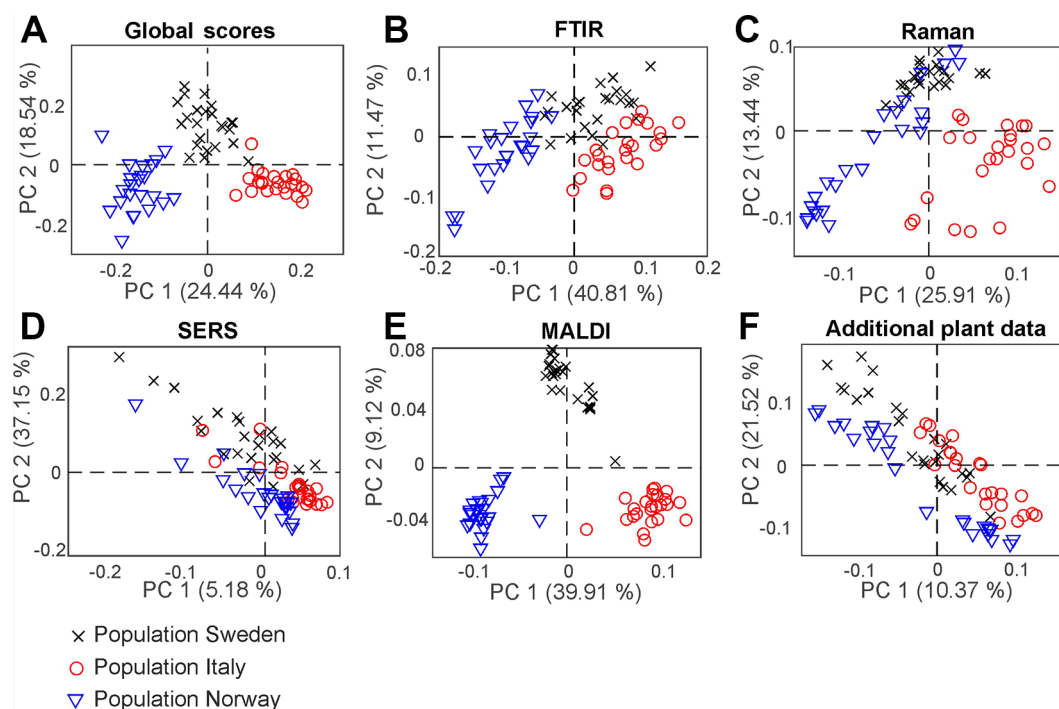 A
Global scores
PC 2 (18.54 %)
0.2
0
-0.2
-0.2
0
0.2
PC 1 (24.44 %)
B
FTIR
PC 2 (11.47 %)
0.1
0
-0.1
-0.2
-0.2
-0.1
0
0.1
0.2
PC 1 (40.81 %)
C
Raman
PC 2 (13.44 %)
0.1
0
-0.1
-0.1
0
0.1
PC 1 (25.91 %)
D
SERS
PC 2 (37.15 %)
0.2
0
0.2
-0.2
-0.1
0
0.1
PC 1 (5.18 %)
E
MALDI
PC 2 (9.12 %)
0.08
0.04
0
-0.04
-0.1
0
0.1
PC 1 (39.91 %)
F
Additional plant data
PC 2 (21.52 %)
0.1
0
-0.1
-0.1
0
0.1
PC 1 (10.37 %)
Population Sweden
Population Italy
Population Norway